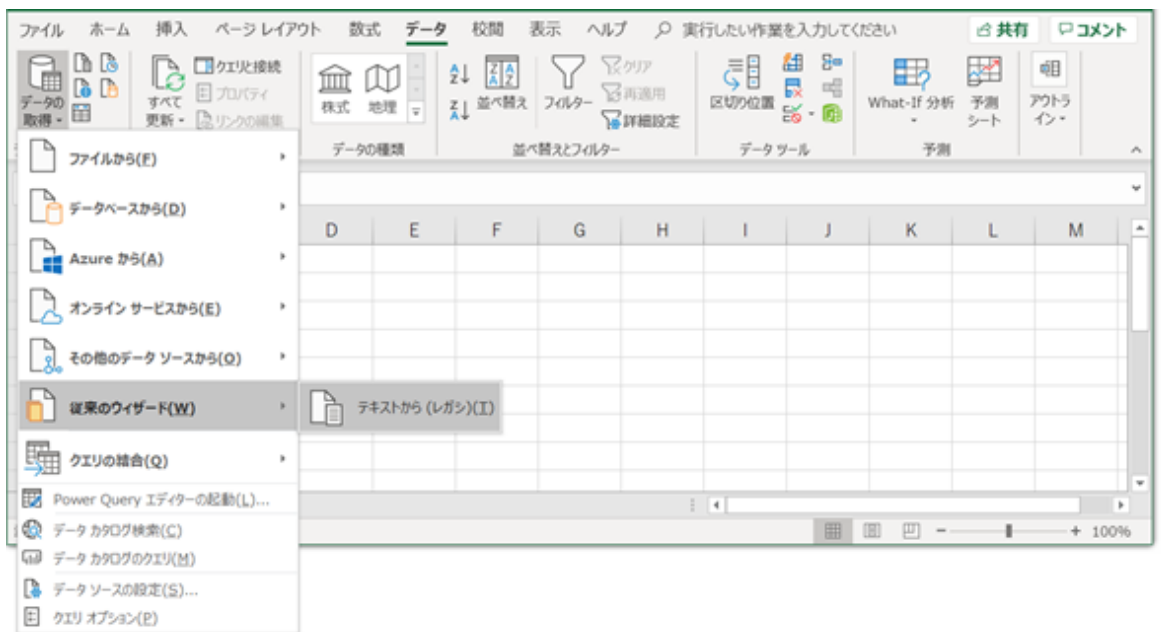 ファイル ホーム 挿入 ページ レイアウト 数式 データ 校閲 表示 ヘルプ 実行したい作業を入力してください 共有 コメント
データの取得
すべて更新
クエリと接続
プロパティ
リンクの編集
株式 地理
並べ替え
フィルター
クリア
再適用
詳細設定
区切り位置
What-If 分析
予測
シート
アウトライン
データの種類 並べ替えとフィルター データ ツール 予測
ファイルから(F)
データベースから(D)
Azure から(A)
オンライン サービスから(E)
その他のデータ ソースから(O)
従来のウィザード(W)
テキストから (レガシ)(T)
クエリの結合(Q)
Power Query エディターの起動(L)...
データ カタログ検索(C)
データ カタログのクエリ(M)
データ ソースの設定(S)...
クエリ オプション(P)
D E F G H I J K L M
100%